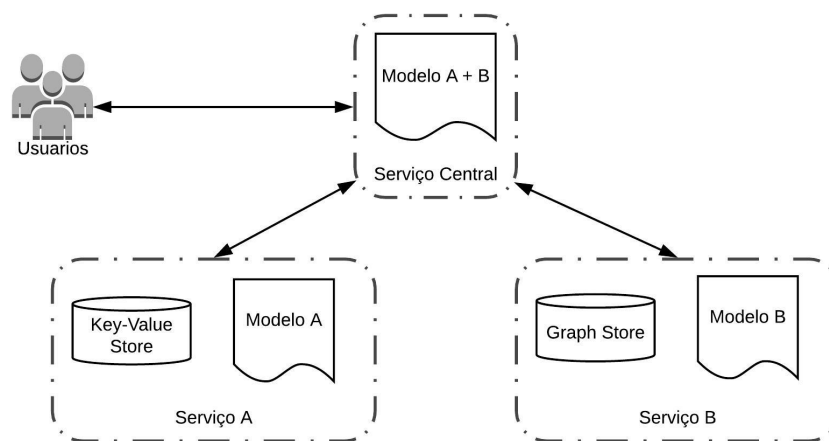 Modelo A + B
Usuarios
Serviço Central
Key-Value
Store
Modelo A
Serviço A
Graph Store
Modelo B
Serviço B